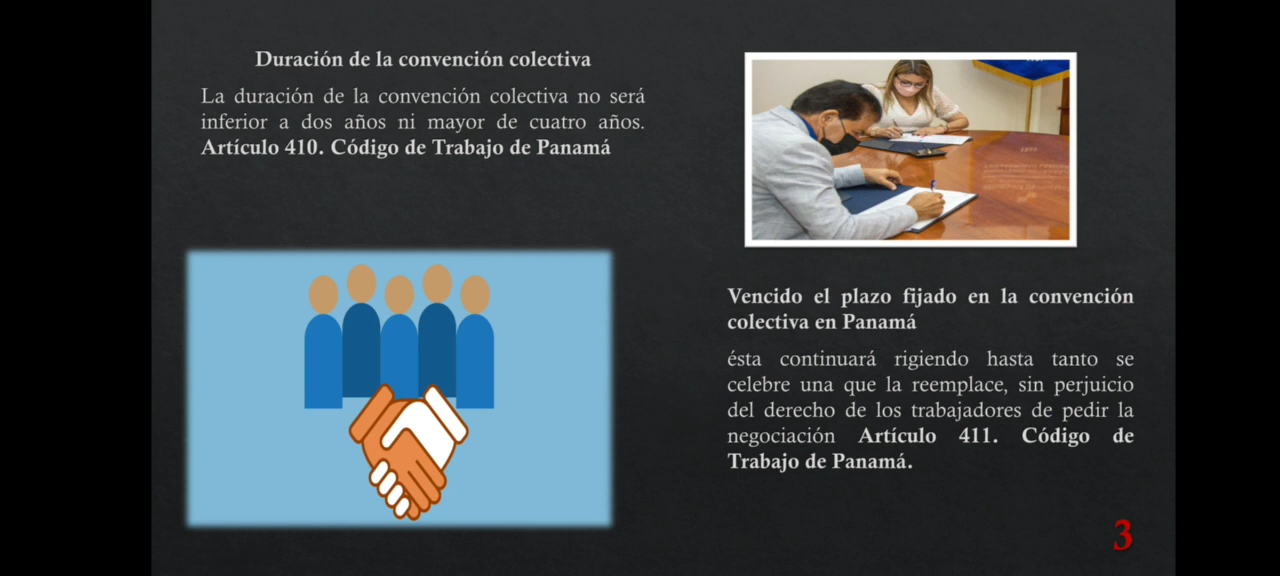 Duración de la convención colectiva
La duración de la convención colectiva no será
inferior a dos años ni mayor de cuatro años.
Artículo 410. Código de Trabajo de Panamá
Vencido el plazo fijado en la convención
colectiva en Panamá
ésta continuará rigiendo hasta tanto se
celebre una que la reemplace, sin perjuicio
del derecho de los trabajadores de pedir la
negociación Artículo 411. Código de
Trabajo de Panamá.
3